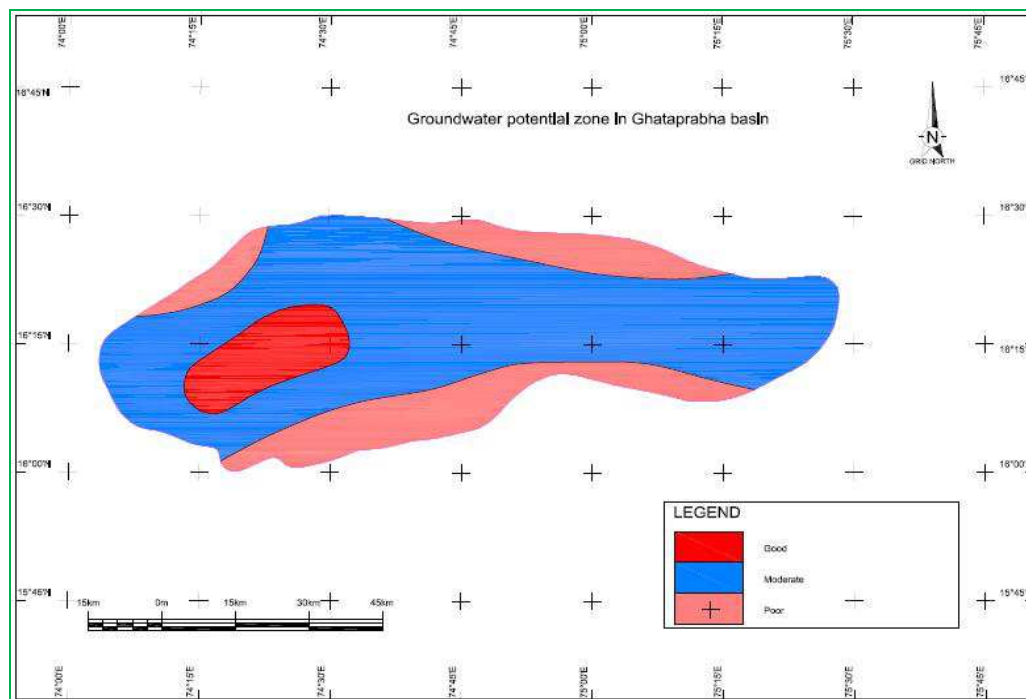 74°00'E
74°15'E
74°30'E
74°45'E
75°00'E
75°15'E
75°30'E
75°45'E
16°45'N
16°45'
Groundwater potential zone in Ghataprabha basin
N
GRID NORTH
16°30'N
16°30'
16°15'N
16°15'N
16°00'N
16°00'N
LEGEND
Good
Moderate
Poor
15°45'N
15°45'
15km
0m
15km
30km
45km
74°00'E
74°15'E
74°30'E
74°45'E
75°00'E
75°15'E
75°30'E
75°45'E